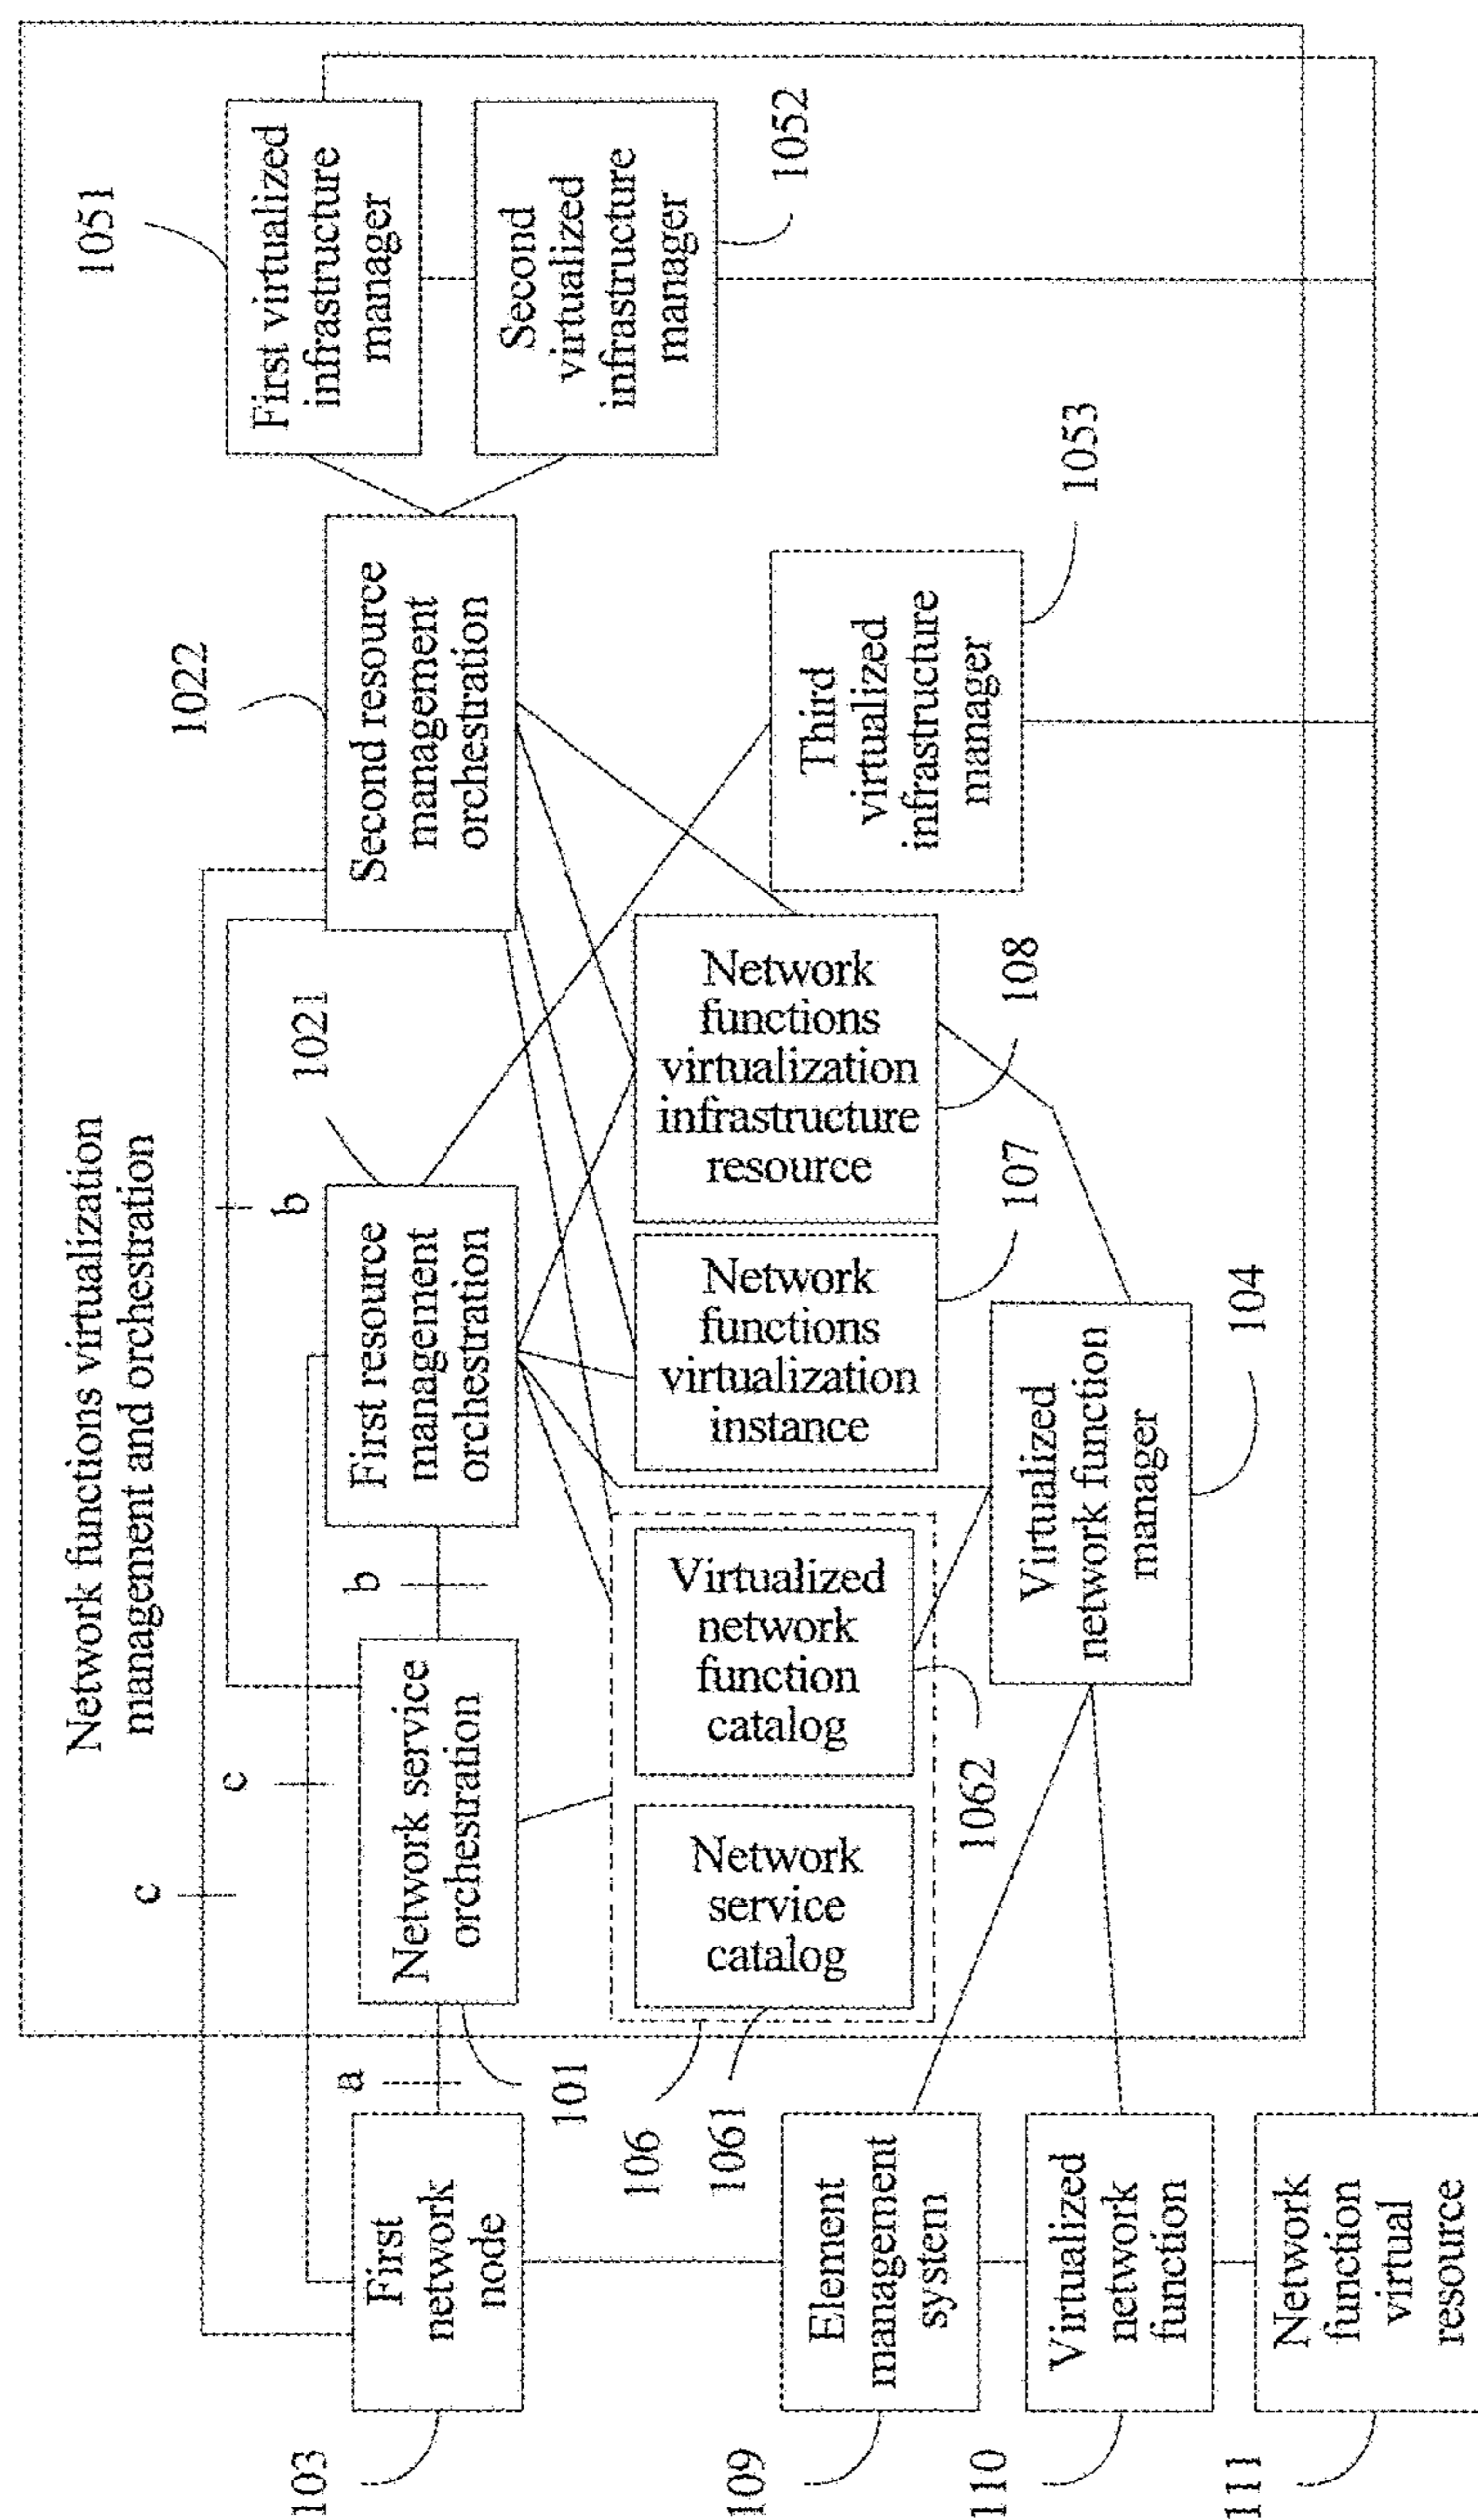 Network functions virtualization
management and orchestration
c
c
b
b
a
103
First
network
node
101
Network service
orchestration
1021
First resource
management
orchestration
1022
Second resource
management
orchestration
1051
First virtualized
infrastructure
manager
1052
Second
virtualized
infrastructure
manager
1053
Third
virtualized
infrastructure
manager
106
1061
Network
service
catalog
1062
Virtualized
network
function
catalog
107
Network
functions
virtualization
instance
108
Network
functions
virtualization
infrastructure
resource
104
Virtualized
network function
manager
109
Element
management
system
110
Virtualized
network
function
111
Network
function
virtual
resource